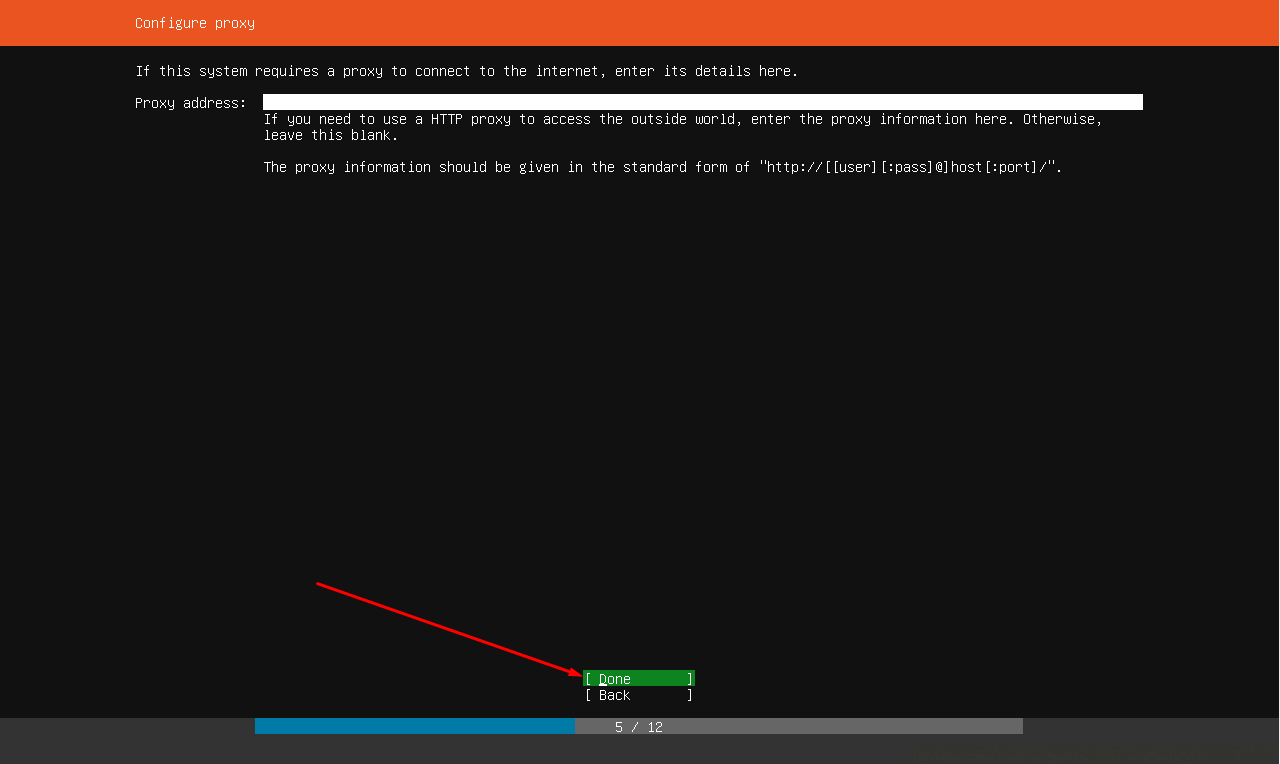 Configure proxy
If this system requires a proxy to connect to the internet, enter its details here.
Proxy address:
If you need to use a HTTP proxy to access the outside world, enter the proxy information here. Otherwise,
leave this blank.
The proxy information should be given in the standard form of "http://[[user][:pass]@]host[:port]/".
[ Done ]
[ Back ]
5 / 12